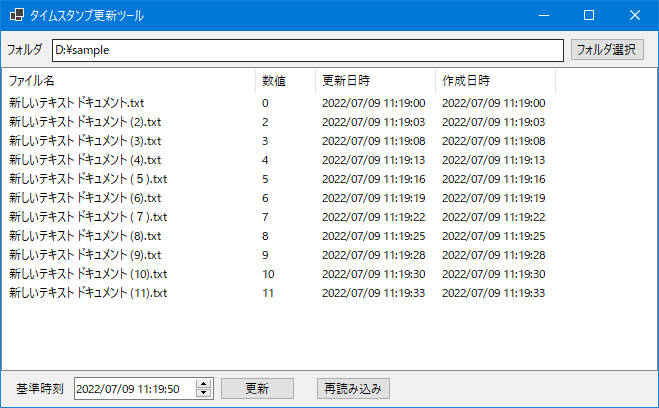 タイムスタンプ更新ツール
フォルダ D:¥sample フォルダ選択
ファイル名 数値 更新日時 作成日時
新しいテキスト ドキュメント.txt 0 2022/07/09 11:19:00 2022/07/09 11:19:00
新しいテキスト ドキュメント (2).txt 2 2022/07/09 11:19:03 2022/07/09 11:19:03
新しいテキスト ドキュメント (3).txt 3 2022/07/09 11:19:08 2022/07/09 11:19:08
新しいテキスト ドキュメント (4).txt 4 2022/07/09 11:19:13 2022/07/09 11:19:13
新しいテキスト ドキュメント (５).txt 5 2022/07/09 11:19:16 2022/07/09 11:19:16
新しいテキスト ドキュメント (6).txt 6 2022/07/09 11:19:19 2022/07/09 11:19:19
新しいテキスト ドキュメント (７).txt 7 2022/07/09 11:19:22 2022/07/09 11:19:22
新しいテキスト ドキュメント (8).txt 8 2022/07/09 11:19:25 2022/07/09 11:19:25
新しいテキスト ドキュメント (9).txt 9 2022/07/09 11:19:28 2022/07/09 11:19:28
新しいテキスト ドキュメント (10).txt 10 2022/07/09 11:19:30 2022/07/09 11:19:30
新しいテキスト ドキュメント (11).txt 11 2022/07/09 11:19:33 2022/07/09 11:19:33
基準時刻 2022/07/09 11:19:50 更新 再読み込み